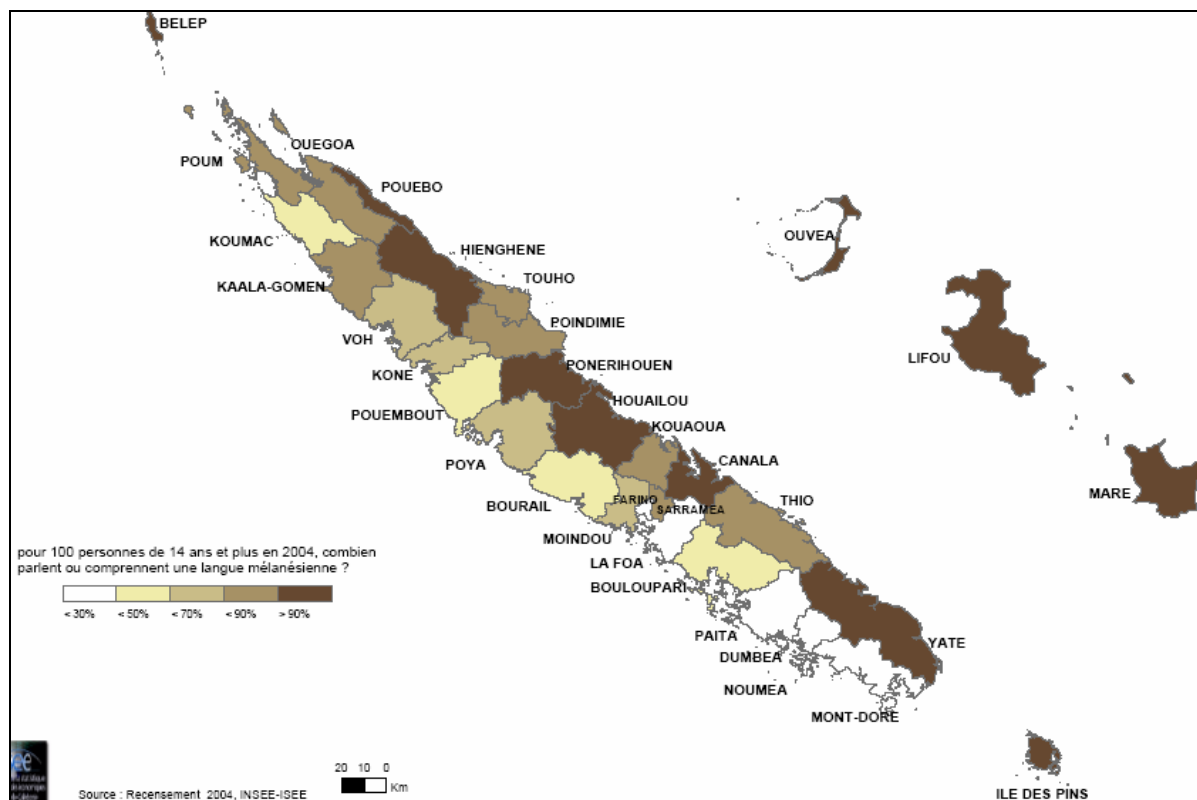 BELEP
OUEGOA
POUM
POUEBO
OUVEA
KOUMAC
HIENGHENE
TOUHO
KAALA-GOMEN
POINDIMIE
VOH
LIFOU
PONERIHOUEN
KONE
HOUAILOU
POUEMBOUT
KOUAOUA
CANALA
POYA
MARE
FARINO
THIO
BOURAIL
SARRAMEA
MOINDOU
pour 100 personnes de 14 ans et plus en 2004, combien
parlent ou comprennent une langue mélanésienne ?
LA FOA
BOULOUPARI
<30% <50% <70% <90% >90%
PAITA
YATE
DUMBEA
NOUMEA
MONT-DORE
20 10 0
Km
Source : Recensement 2004, INSEE-ISEE
ILE DES PINS